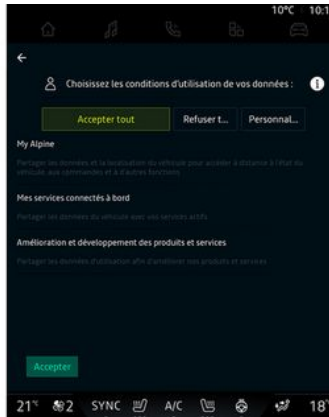 10°C 10:1
Choisissez les conditions d'utilisation de vos données :
Accepter tout
Refuser t...
Personnal...
My Alpine
Partager les données et la localisation du véhicule pour accéder à distance à l'état du
véhicule, aux commandes et à d'autres fonctions
Mes services connectés à bord
Partager les données du véhicule avec vos services actifs
Amélioration et développement des produits et services
Partager les données d'utilisation afin d'améliorer nos produits et services
Accepter
21°C 2 SYNC A/C 18°